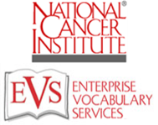 NATIONAL®
CANCER
INSTITUTE
EVS
ENTERPRISE
VOCABULARY
SERVICES